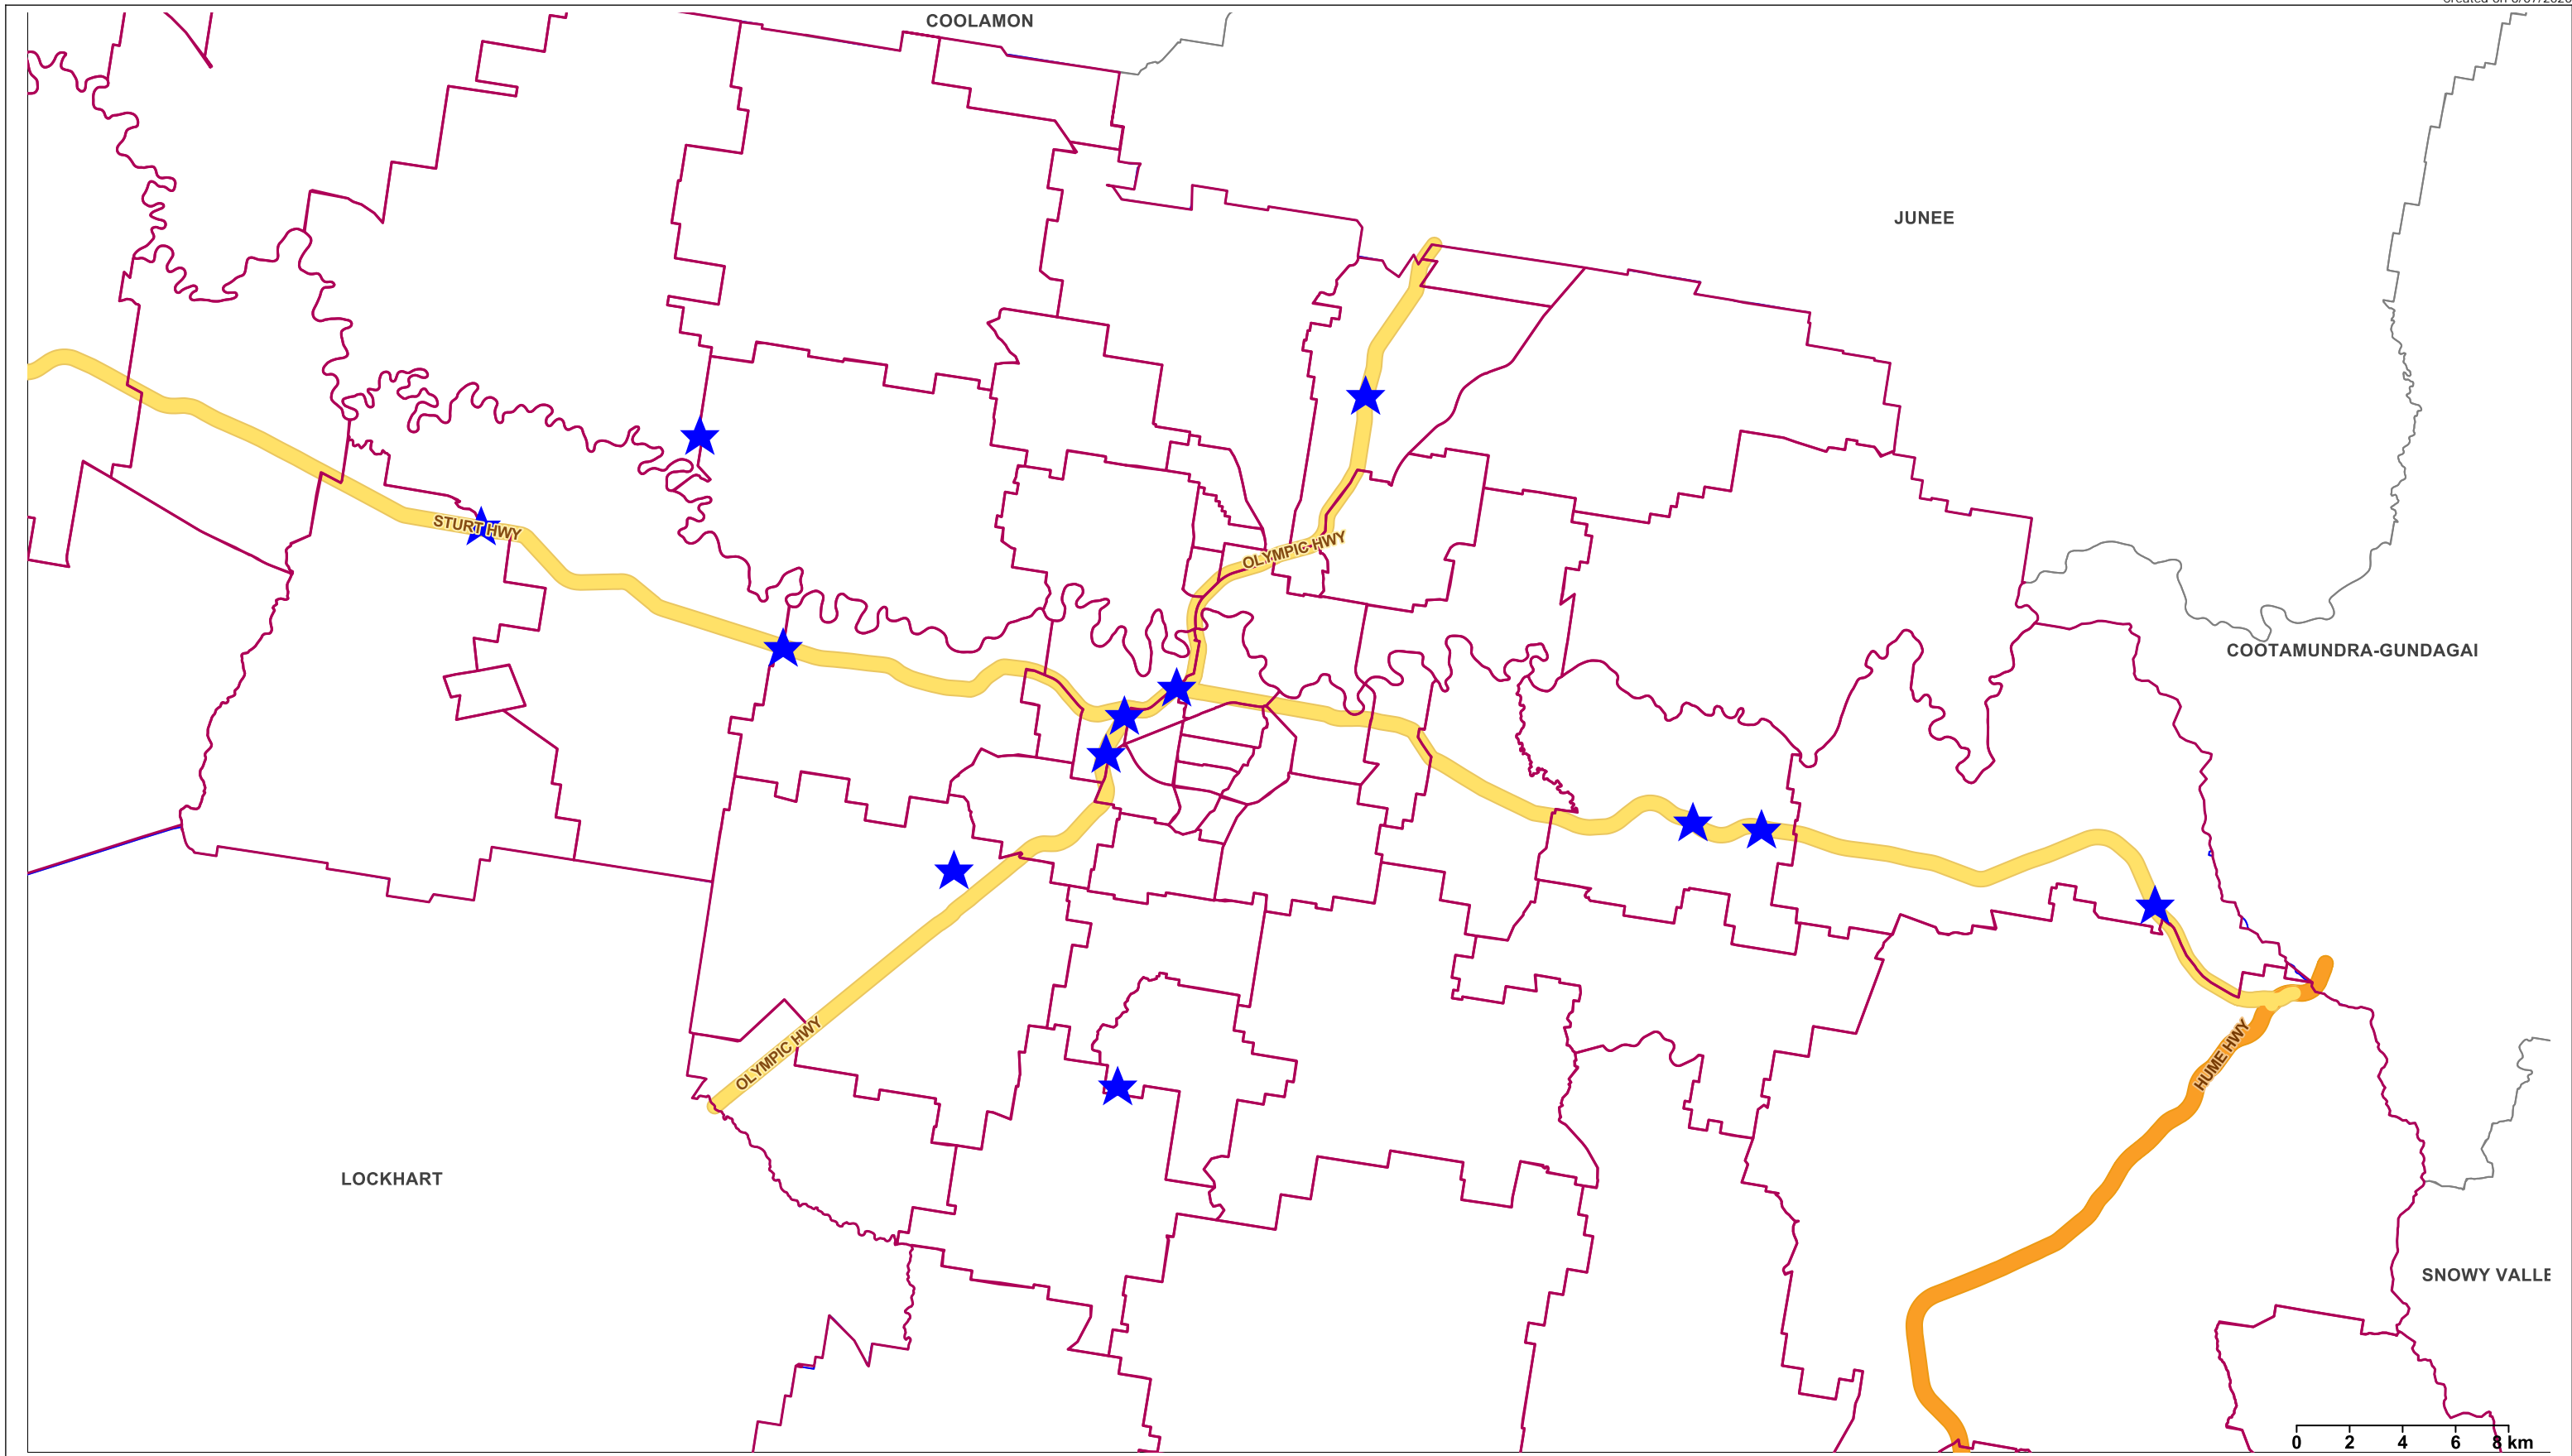 COOLAMON
JUNEE
STURT HWY
OLYMPIC HWY
COOTAMUNDRA-GUNDAGAI
OLYMPIC HWY
HUME HWY
LOCKHART
SNOWY VALLE
0 2 4 6 8 km